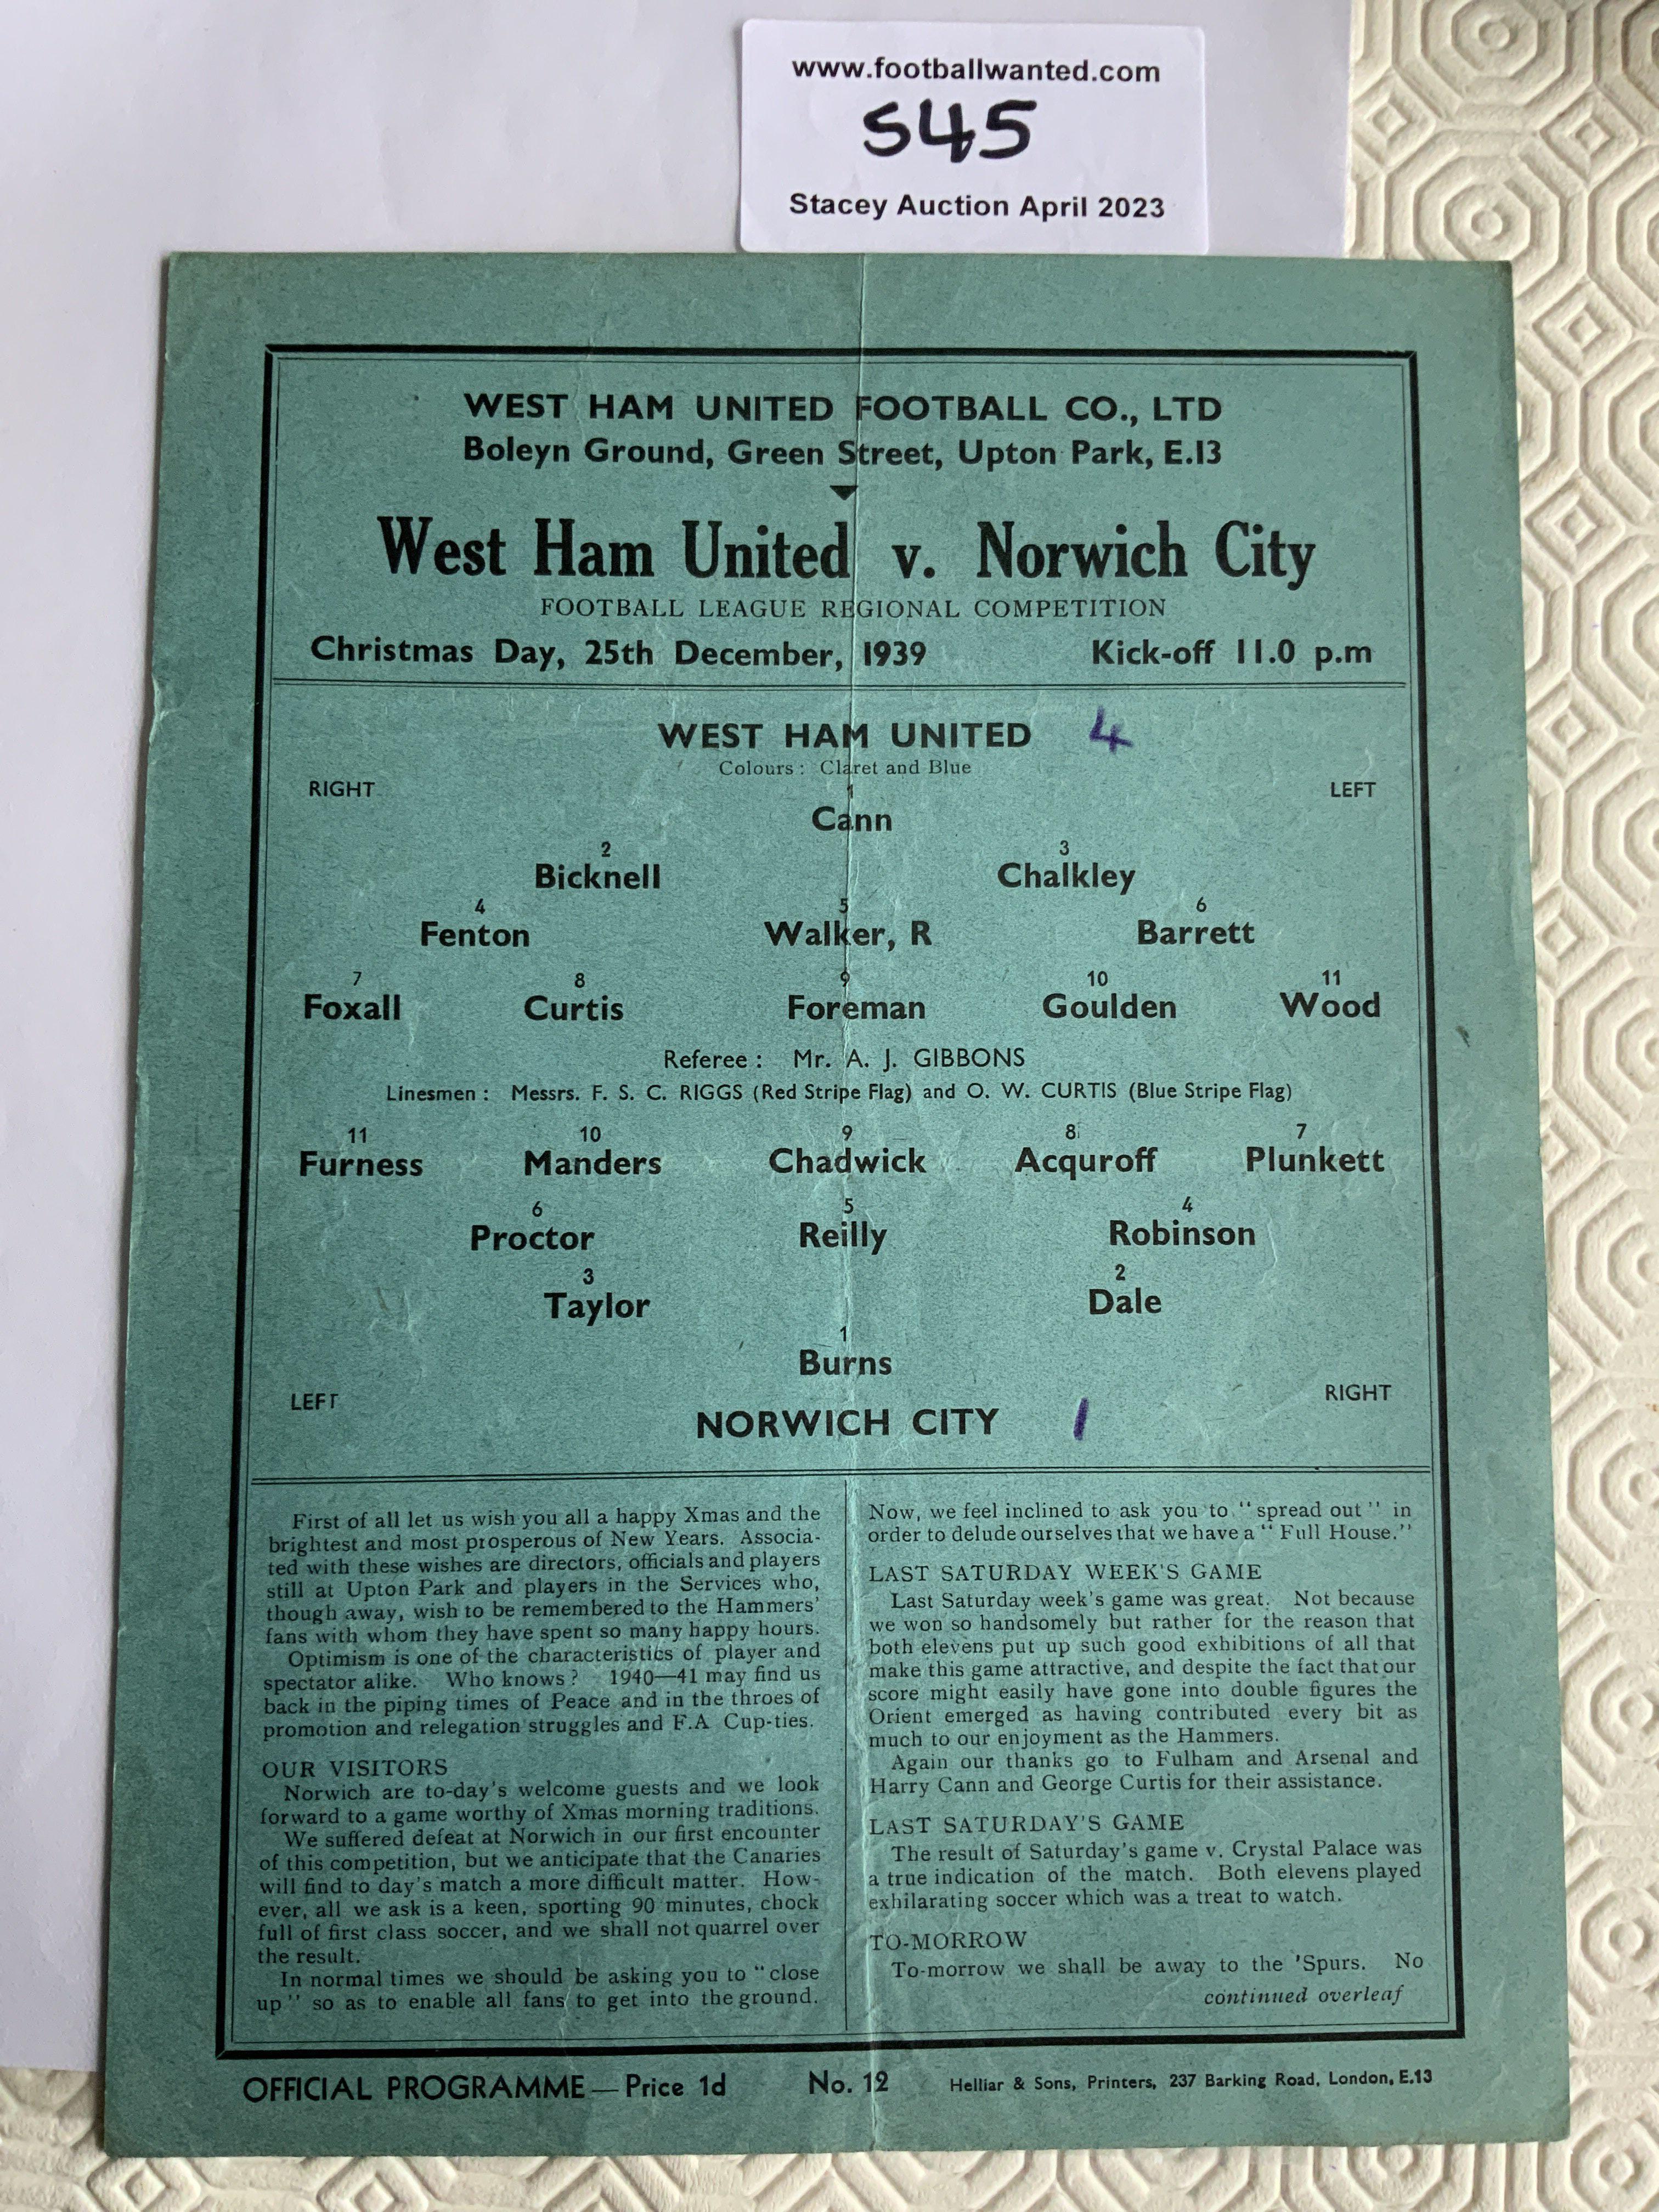 www.footballwanted.com
S45
Stacey Auction April 2023
WEST HAM UNITED FOOTBALL CO., LTD
Boleyn Ground, Green Street, Upton Park, E.13
West Ham United v. Norwich City
FOOTBALL LEAGUE REGIONAL COMPETITION
Christmas Day, 25th December, 1939 Kick-off 11.0 p.m
WEST HAM UNITED 4
Colours : Claret and Blue
RIGHT LEFT
1
Cann
2 3
Bicknell Chalkley
4 5 6
Fenton Walker, R Barrett
7 8 9 10 11
Foxall Curtis Foreman Goulden Wood
Referee : Mr. A. J. GIBBONS
Linesmen : Messrs. F. S. C. RIGGS (Red Stripe Flag) and O. W. CURTIS (Blue Stripe Flag)
11 10 9 8 7
Furness Manders Chadwick Acquroff Plunkett
6 5 4
Proctor Reilly Robinson
3 2
Taylor Dale
1
Burns
LEFT RIGHT
NORWICH CITY 1
First of all let us wish you all a happy Xmas and the
brightest and most prosperous of New Years. Associa-
ted with these wishes are directors, officials and players
still at Upton Park and players in the Services who,
though away, wish to be remembered to the Hammers'
fans with whom they have spent so many happy hours.
Optimism is one of the characteristics of player and
spectator alike. Who knows ? 1940—41 may find us
back in the piping times of Peace and in the throes of
promotion and relegation struggles and F.A Cup-ties.
OUR VISITORS
Norwich are to-day's welcome guests and we look
forward to a game worthy of Xmas morning traditions.
We suffered defeat at Norwich in our first encounter
of this competition, but we anticipate that the Canaries
will find to day's match a more difficult matter. How-
ever, all we ask is a keen, sporting 90 minutes, chock
full of first class soccer, and we shall not quarrel over
the result.
In normal times we should be asking you to "close
up" so as to enable all fans to get into the ground.
Now, we feel inclined to ask you to "spread out" in
order to delude ourselves that we have a "Full House."
LAST SATURDAY WEEK'S GAME
Last Saturday week's game was great. Not because
we won so handsomely but rather for the reason that
both elevens put up such good exhibitions of all that
make this game attractive, and despite the fact that our
score might easily have gone into double figures the
Orient emerged as having contributed every bit as
much to our enjoyment as the Hammers.
Again our thanks go to Fulham and Arsenal and
Harry Cann and George Curtis for their assistance.
LAST SATURDAY'S GAME
The result of Saturday's game v. Crystal Palace was
a true indication of the match. Both elevens played
exhilarating soccer which was a treat to watch.
TO-MORROW
To-morrow we shall be away to the 'Spurs. No
continued overleaf
OFFICIAL PROGRAMME — Price 1d No. 12 Helliar & Sons, Printers, 237 Barking Road, London, E.13